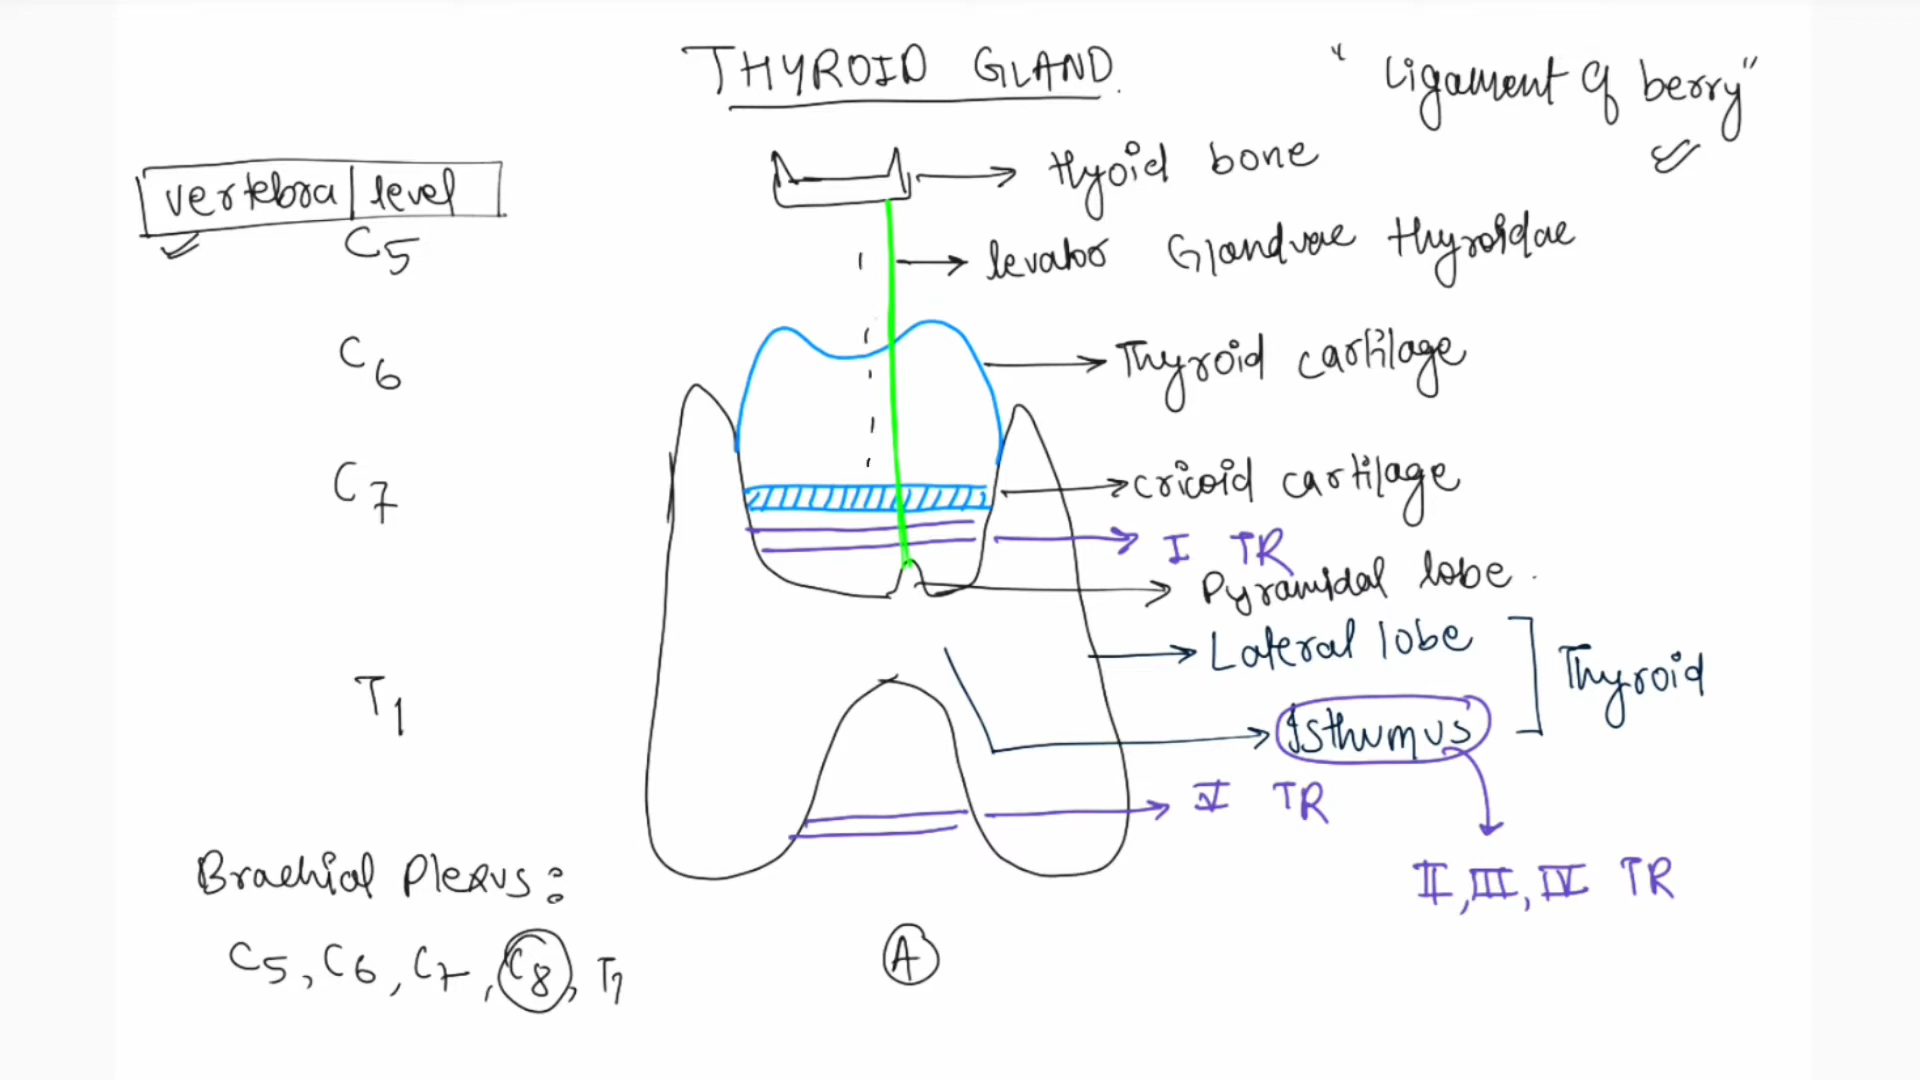 THYROID GLAND.
"Ligament of berry"
Hyoid bone
vertebra | level
C5
levator Glandulae thyroidae
C6
Thyroid cartilage
C7
cricoid cartilage
I TR
Pyramidal lobe.
Lateral lobe
Thyroid
T1
Isthumus
V TR
II, III, IV TR
Brachial Plexus:
C5, C6, C7, C8, T1
A